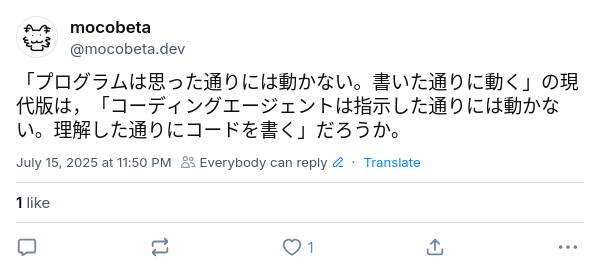 mocobeta
@mocobeta.dev
「プログラムは思った通りには動かない。書いた通りに動く」の現
代版は，「コーディングエージェントは指示した通りには動かな
い。理解した通りにコードを書く」だろうか。
July 15, 2025 at 11:50 PM Everybody can reply · Translate
1 like
1